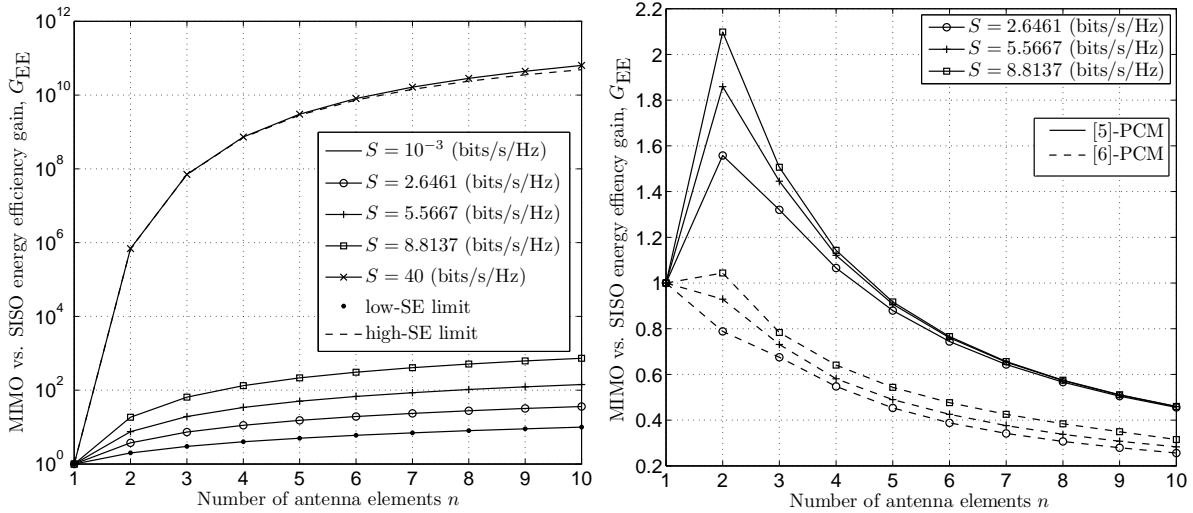 MIMO vs. SISO energy efficiency gain, G_EE
10^12
10^10
10^8
10^6
10^4
10^2
10^0
S = 10^−3 (bits/s/Hz)
S = 2.6461 (bits/s/Hz)
S = 5.5667 (bits/s/Hz)
S = 8.8137 (bits/s/Hz)
S = 40 (bits/s/Hz)
low-SE limit
high-SE limit
1 2 3 4 5 6 7 8 9 10
Number of antenna elements n
MIMO vs. SISO energy effiency gain, G_EE
2.2
2
1.8
1.6
1.4
1.2
1
0.8
0.6
0.4
0.2
S = 2.6461 (bits/s/Hz)
S = 5.5667 (bits/s/Hz)
S = 8.8137 (bits/s/Hz)
[5]-PCM
[6]-PCM
1 2 3 4 5 6 7 8 9 10
Number of antenna elements n